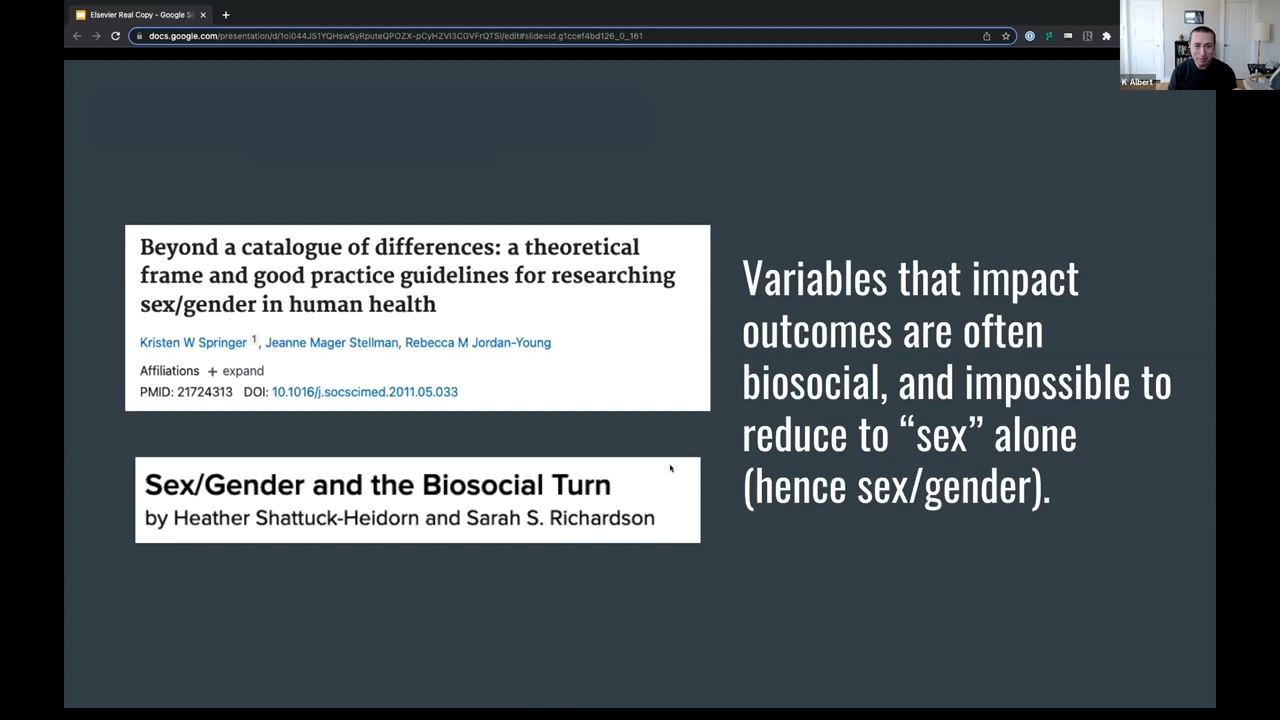 Elsevier Real Copy - Google Sl
docs.google.com/presentation/d/1oi044JS1YQHswSyRputeQPOZX-pCyHZVI3CGVFrQTSI/edit#slide=id.g1ccef4bd126_0_161
K Albert
Beyond a catalogue of differences: a theoretical
frame and good practice guidelines for researching
sex/gender in human health
Kristen W Springer 1, Jeanne Mager Stellman, Rebecca M Jordan-Young
Affiliations + expand
PMID: 21724313 DOI: 10.1016/j.socscimed.2011.05.033
Sex/Gender and the Biosocial Turn
by Heather Shattuck-Heidorn and Sarah S. Richardson
Variables that impact
outcomes are often
biosocial, and impossible to
reduce to “sex” alone
(hence sex/gender).